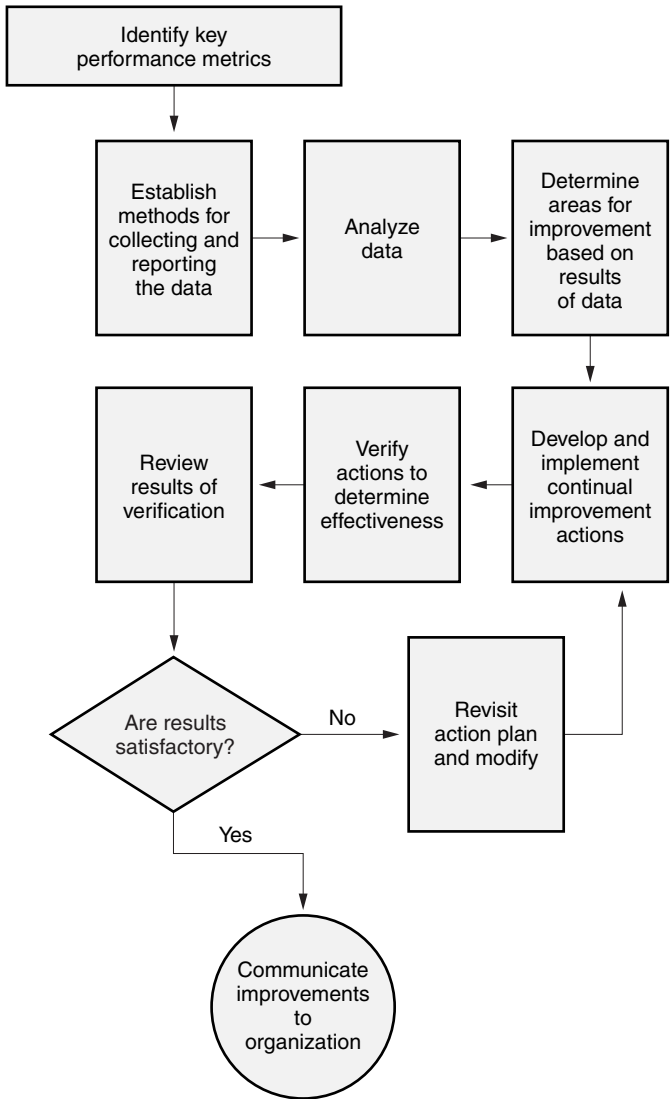 Identify key
performance metrics
Establish
methods for
collecting and
reporting
the data
Analyze
data
Determine
areas for
improvement
based on
results
of data
Develop and
implement
continual
improvement
actions
Verify
actions to
determine
effectiveness
Review
results of
verification
Are results
satisfactory?
No
Revisit
action plan
and modify
Yes
Communicate
improvements
to
organization